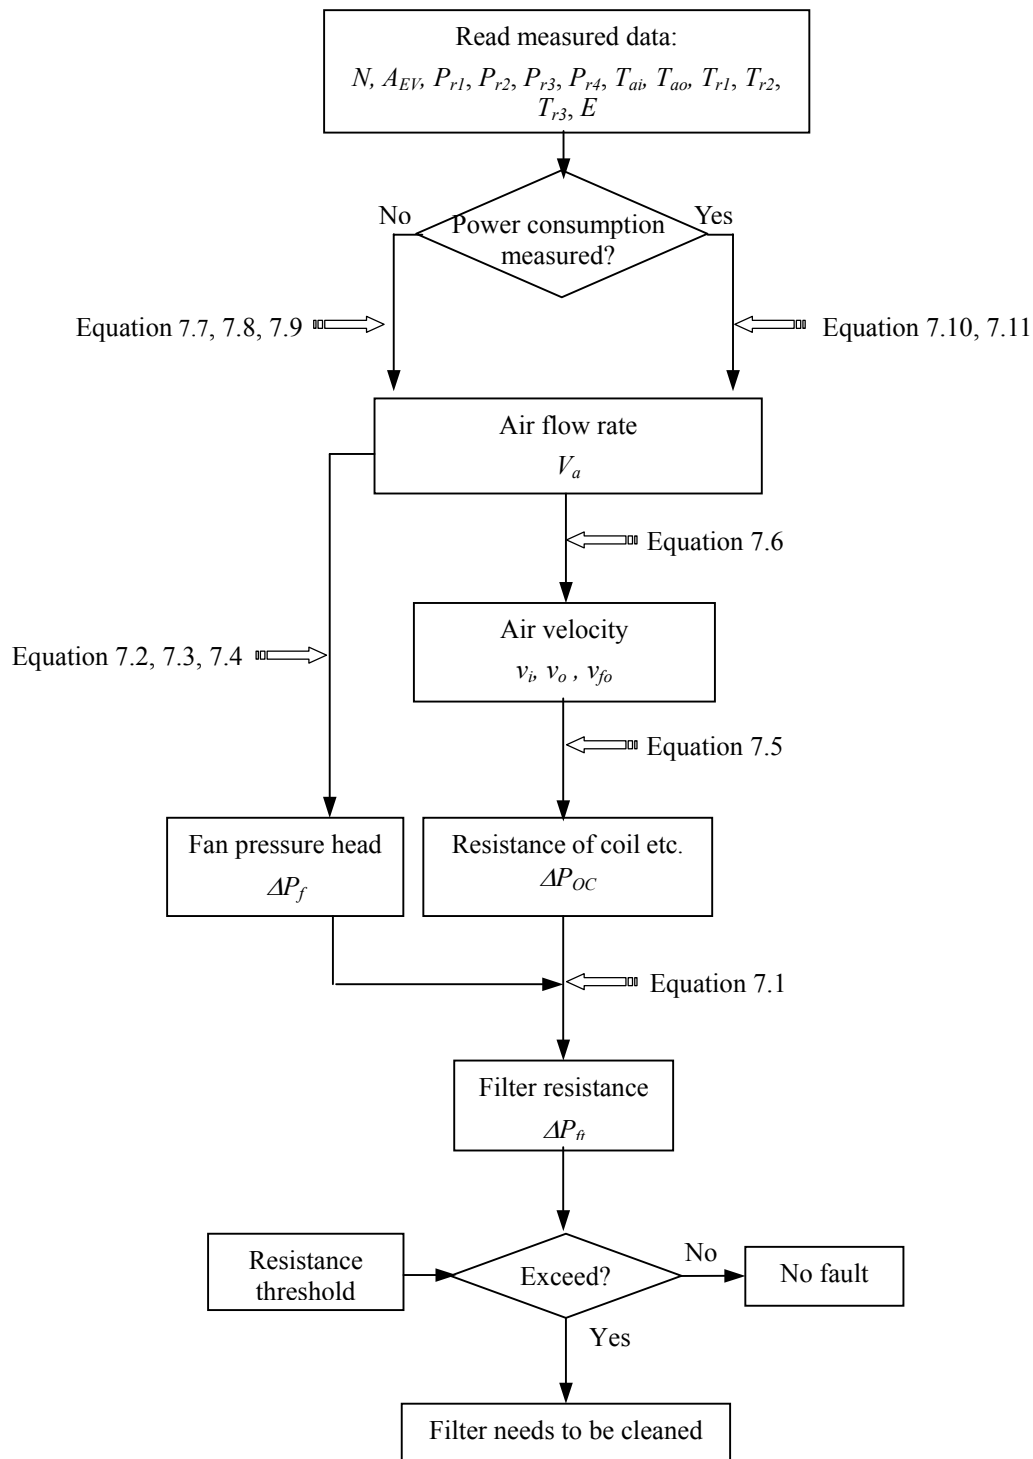 Read measured data:
N, A_EV, P_r1, P_r2, P_r3, P_r4, T_ai, T_ao, T_r1, T_r2,
T_r3, E
No
Yes
Power consumption
measured?
Equation 7.7, 7.8, 7.9
Equation 7.10, 7.11
Air flow rate
V_a
Equation 7.6
Air velocity
v_i, v_o , v_fo
Equation 7.2, 7.3, 7.4
Equation 7.5
Fan pressure head
ΔP_f
Resistance of coil etc.
ΔP_OC
Equation 7.1
Filter resistance
ΔP_ft
Resistance
threshold
Exceed?
No
No fault
Yes
Filter needs to be cleaned